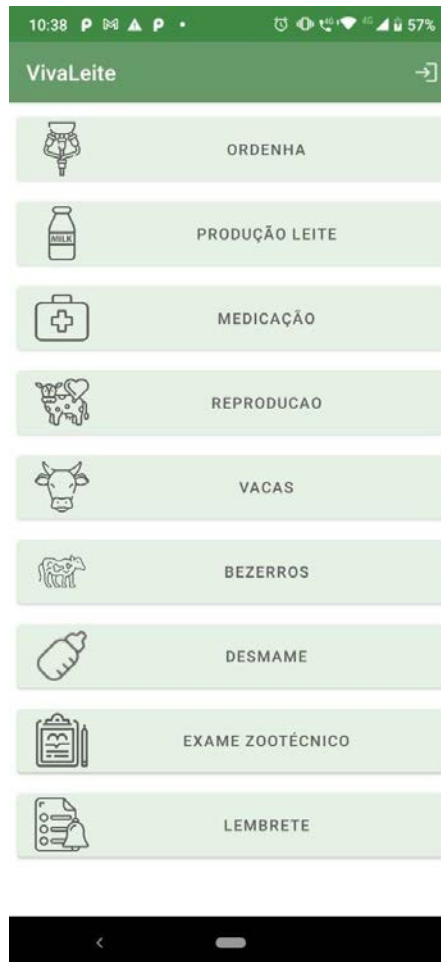 10:38 57%
VivaLeite
ORDENHA
MILK
PRODUÇÃO LEITE
MEDICAÇÃO
REPRODUCAO
VACAS
BEZERROS
DESMAME
EXAME ZOOTÉCNICO
LEMBRETE